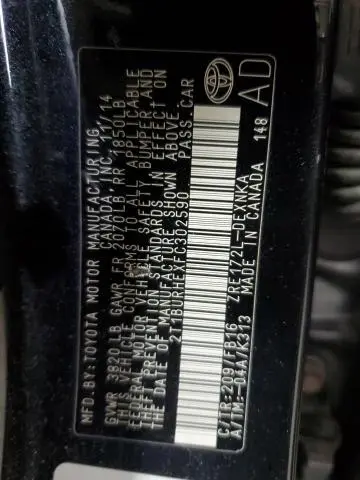 MFD.BY:TOYOTA MOTOR MANUFACTURING
CANADA, INC. 11/14
GVWR 3820LB GAWR FR 2070LB RR 1850LB
THIS VEHICLE CONFORMS TO ALL APPLICABLE
FEDERAL MOTOR VEHICLE SAFETY, BUMPER, AND
THEFT PREVENTION STANDARDS IN EFFECT ON
THE DATE OF MANUFACTURE SHOWN ABOVE.
2T1BURHEXFC302590 PASS.CAR
C/TR:209/FB16 ZRE172L-DEXNKA
A/TM:-04A/K313 MADE IN CANADA 148
AD